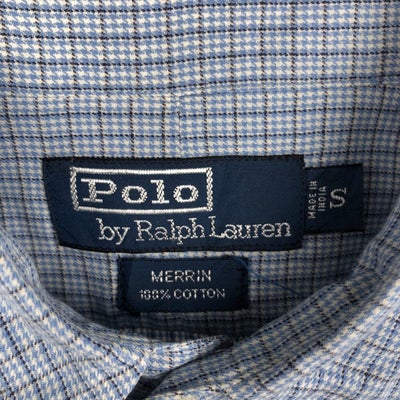 Polo
by Ralph Lauren
MADE IN
INDIA
S
MERRIN
100% COTTON